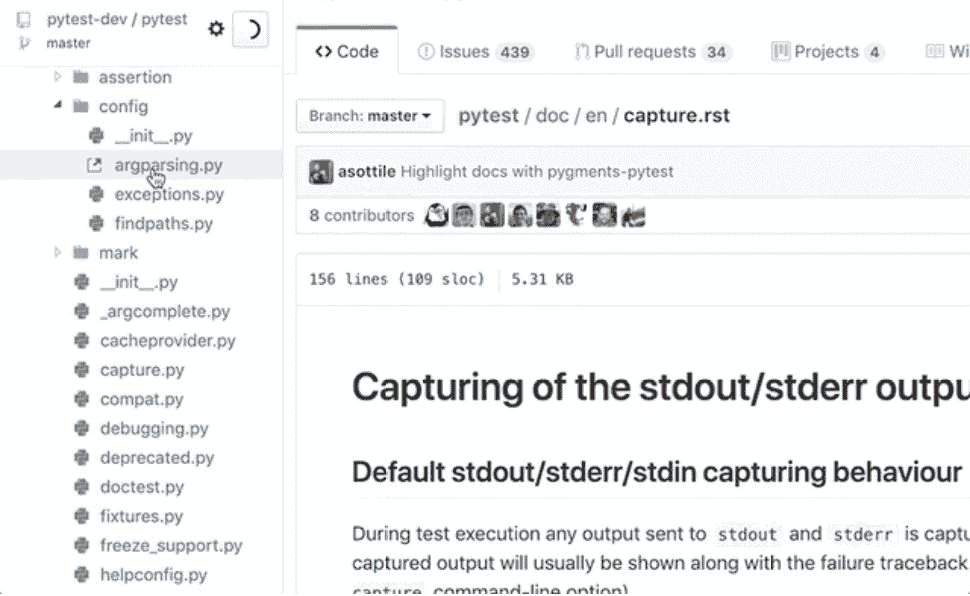 pytest-dev / pytest
master
assertion
config
__init__.py
argparsing.py
exceptions.py
findpaths.py
mark
__init__.py
_argcomplete.py
cacheprovider.py
capture.py
compat.py
debugging.py
deprecated.py
doctest.py
fixtures.py
freeze_support.py
helpconfig.py
<> Code Issues 439 Pull requests 34 Projects 4 Wi
Branch: master pytest / doc / en / capture.rst
asottile Highlight docs with pygments-pytest
8 contributors
156 lines (109 sloc) 5.31 KB
Capturing of the stdout/stderr outpu
Default stdout/stderr/stdin capturing behaviour
During test execution any output sent to stdout and stderr is captu
captured output will usually be shown along with the failure traceback.
capture command-line option)